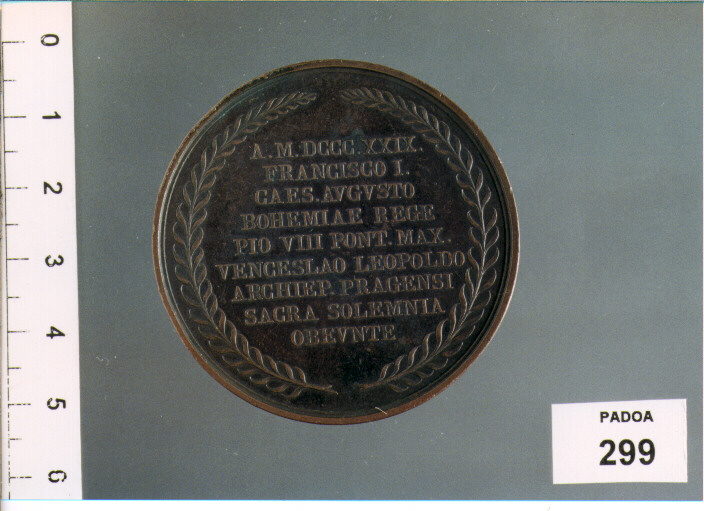 A.M.DCCC.XXIX.
FRANCISCO I.
CAES.AVGVSTO
BOHEMIAE REGE
PIO VIII PONT.MAX.
VENCESLAO LEOPOLDO
ARCHIEP. PRAGENSI
SACRA SOLEMNIA
OBEVNTE
0
1
2
3
4
5
6
PADOA
299